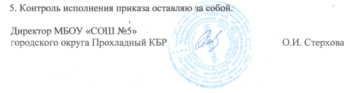 5. Контроль исполнения приказа оставляю за собой.
Директор МБОУ «СОШ №5»
городского округа Прохладный КБР О.И. Стерхова